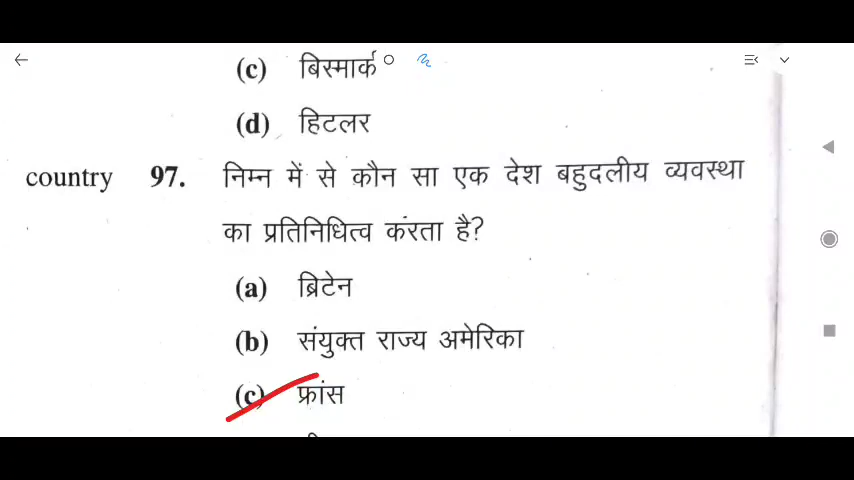 (c) बिस्मार्क
(d) हिटलर
country 97. निम्न में से कौन सा एक देश बहुदलीय व्यवस्था
का प्रतिनिधित्व करता है?
(a) ब्रिटेन
(b) संयुक्त राज्य अमेरिका
(c) फ्रांस